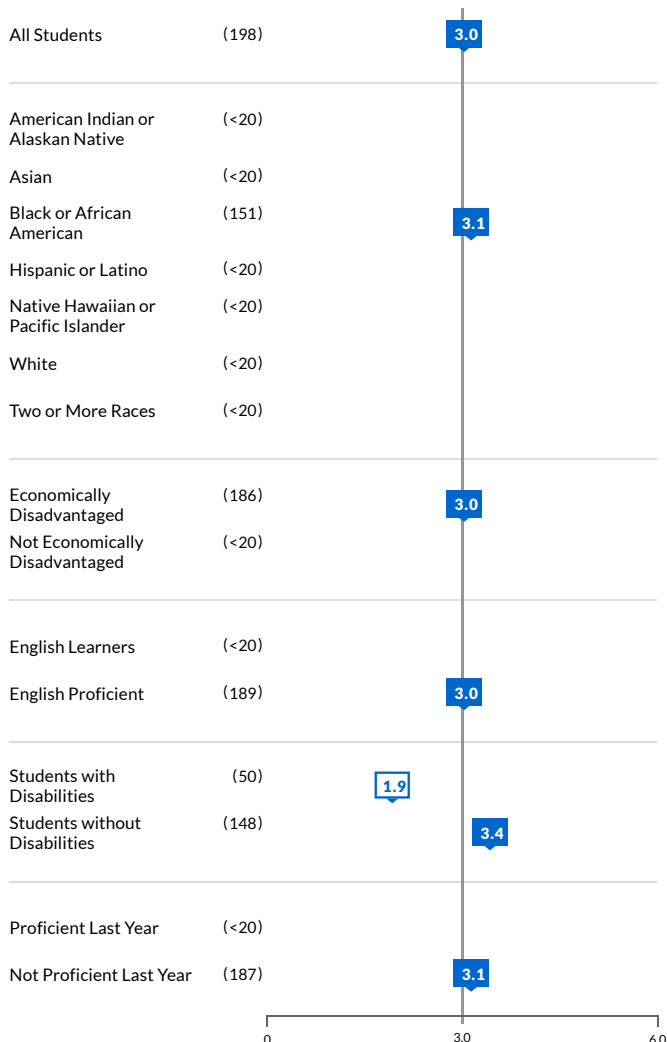 All Students (198) 3.0
American Indian or (<20)
Alaskan Native
Asian (<20)
Black or African (151) 3.1
American
Hispanic or Latino (<20)
Native Hawaiian or (<20)
Pacific Islander
White (<20)
Two or More Races (<20)
Economically (186) 3.0
Disadvantaged
Not Economically (<20)
Disadvantaged
English Learners (<20)
English Proficient (189) 3.0
Students with (50) 1.9
Disabilities
Students without (148) 3.4
Disabilities
Proficient Last Year (<20)
Not Proficient Last Year (187) 3.1
0 3.0 6.0